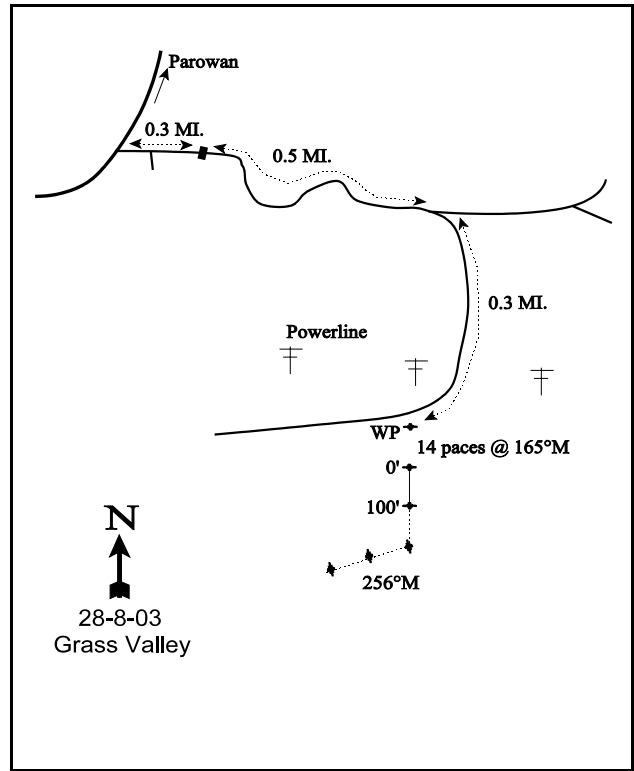 Parowan
0.3 MI.
0.5 MI.
0.3 MI.
Powerline
WP
14 paces @ 165°M
0'
100'
256°M
N
28-8-03
Grass Valley